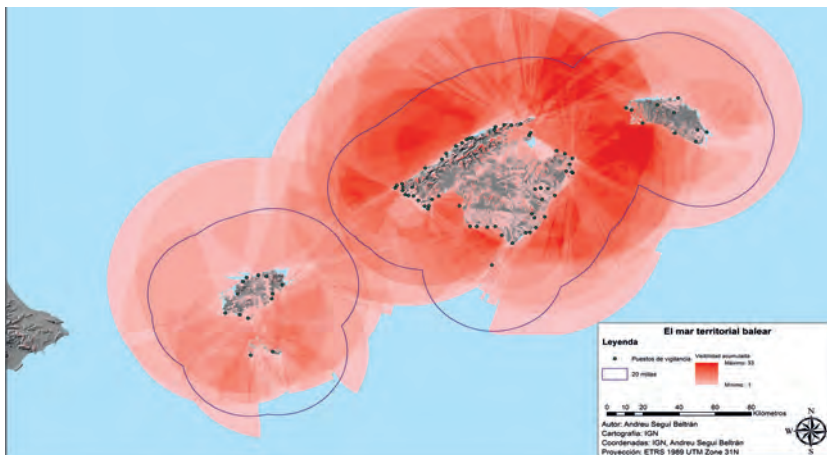 El mar territorial balear
Leyenda
Puestos de vigilancia
20 millas
Visibilidad acumulada
Máximo: 53
Mínimo : 1
0 5 10 20 40 60 80
Kilómetros
Autor: Andreu Seguí Beltrán
Cartografía: IGN
Coordenadas: IGN, Andreu Seguí Beltrán
Proyección: ETRS 1989 UTM Zone 31N
N
W E
S